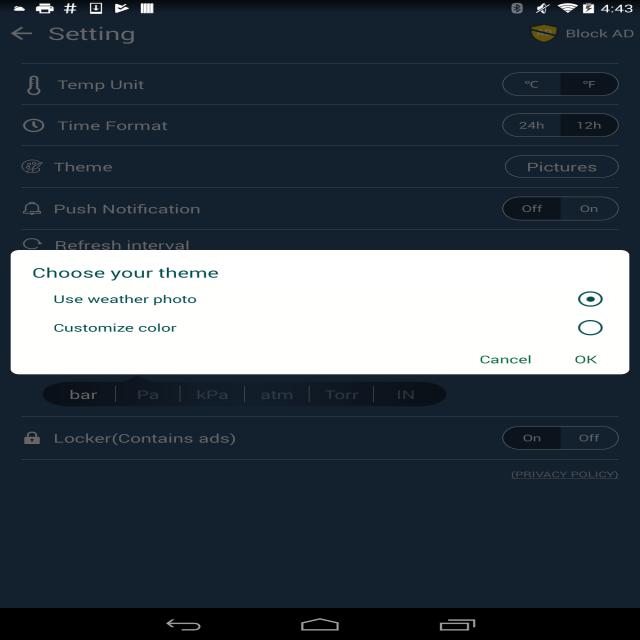 4:43
Setting
Block AD
Temp Unit
°C °F
Time Format
24h 12h
Theme
Pictures
Push Notification
Off On
Refresh interval
Choose your theme
Use weather photo
Customize color
Cancel OK
bar Pa kPa atm Torr IN
Locker(Contains ads)
On Off
(PRIVACY POLICY)